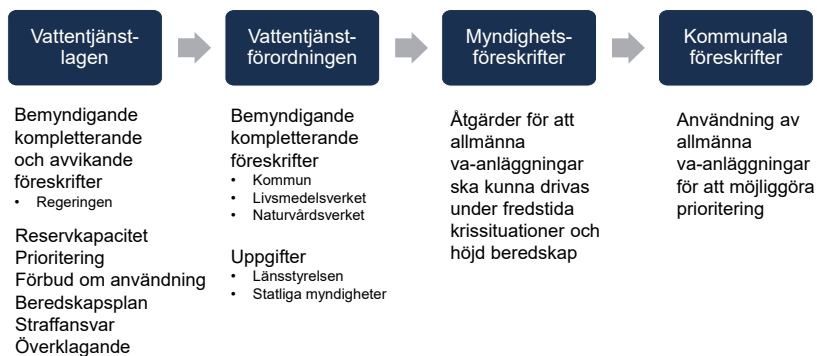 Vattentjänst-
lagen
Vattentjänst-
förordningen
Myndighets-
föreskrifter
Kommunala
föreskrifter
Bemyndigande
kompletterande
och avvikande
föreskrifter
• Regeringen
Reservkapacitet
Prioritering
Förbud om användning
Beredskapsplan
Straffansvar
Överklagande
Bemyndigande
kompletterande
föreskrifter
• Kommun
• Livsmedelsverket
• Naturvårdsverket
Uppgifter
• Länsstyrelsen
• Statliga myndigheter
Åtgärder för att
allmänna
va-anläggningar
ska kunna drivas
under fredstida
krissituationer och
höjd beredskap
Användning av
allmänna
va-anläggningar
för att möjliggöra
prioritering